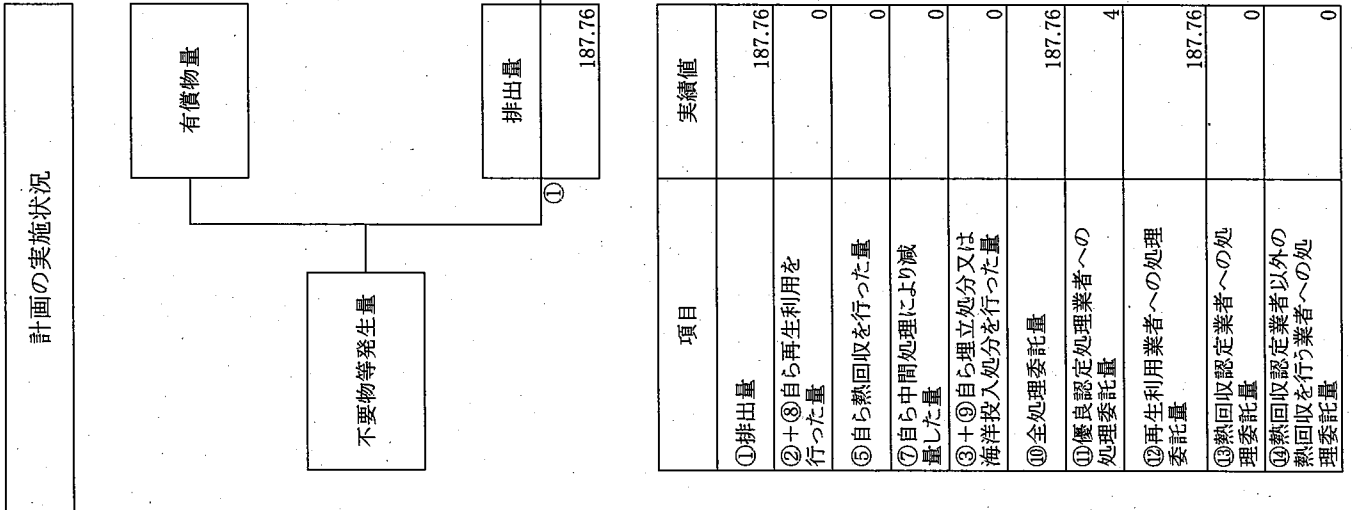 計画の実施状況
有償物量
不要物等発生量
排出量
①
187.76
項目
実績値
①排出量
187.76
②+⑧自ら再生利用を
行った量
0
⑤自ら熱回収を行った量
0
⑦自ら中間処理により減
量した量
0
③+⑨自ら埋立処分又は
海洋投入処分を行った量
0
⑩全処理委託量
187.76
⑪優良認定処理業者への
処理委託量
4
⑫再生利用業者への処理
委託量
187.76
⑬熱回収認定業者への処
理委託量
0
⑭熱回収認定業者以外の
熱回収を行う業者への処
理委託量
0